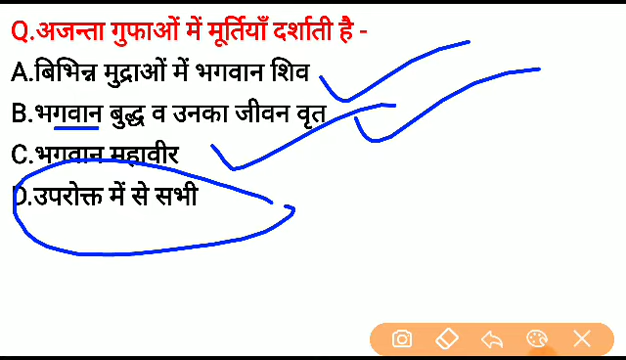 Q.अजन्ता गुफाओं में मूर्तियाँ दर्शाती है -
A.बिभिन्न मुद्राओं में भगवान शिव
B.भगवान बुद्ध व उनका जीवन वृत
C.भगवान महावीर
D.उपरोक्त में से सभी